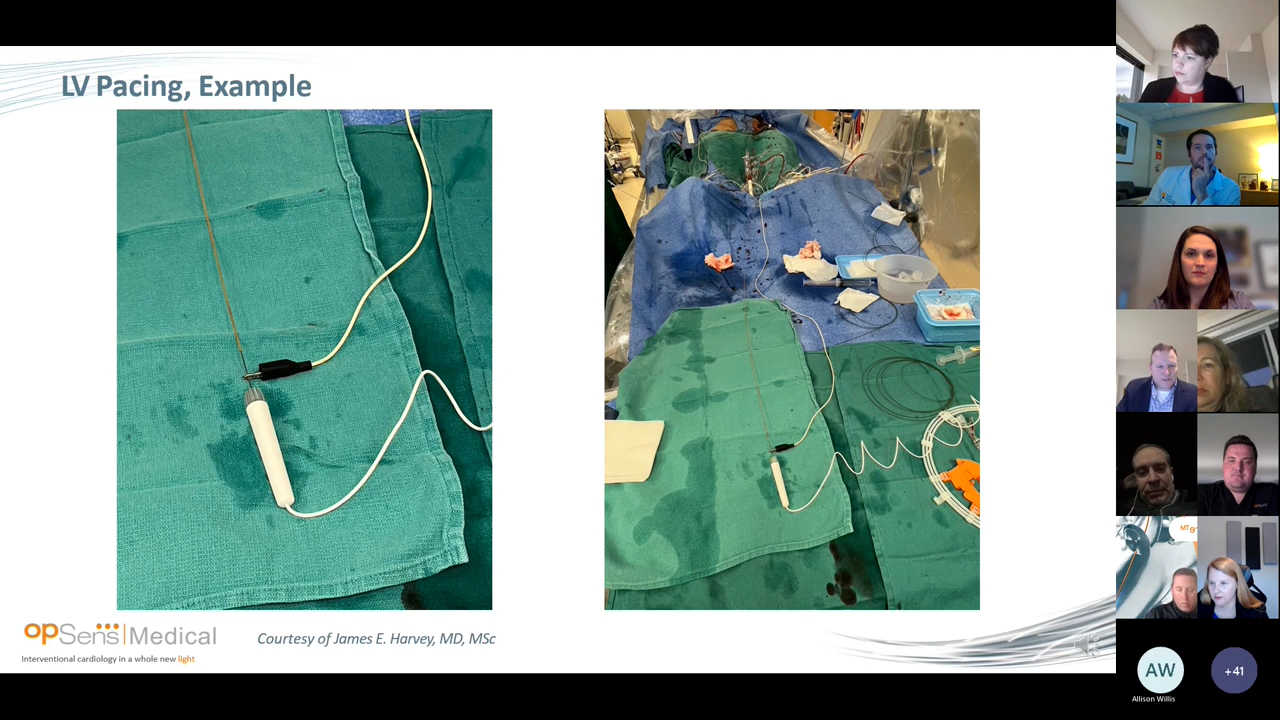 LV Pacing, Example
opSens|Medical
Interventional cardiology in a whole new light
Courtesy of James E. Harvey, MD, MSc
AW
Allison Willis
+41